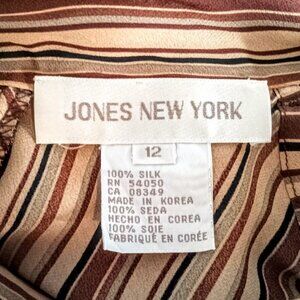 JONES NEW YORK
12
100% SILK
RN 54050
CA 08349
MADE IN KOREA
100% SEDA
HECHO EN COREA
100% SOIE
FABRIQUÉ EN CORÉE